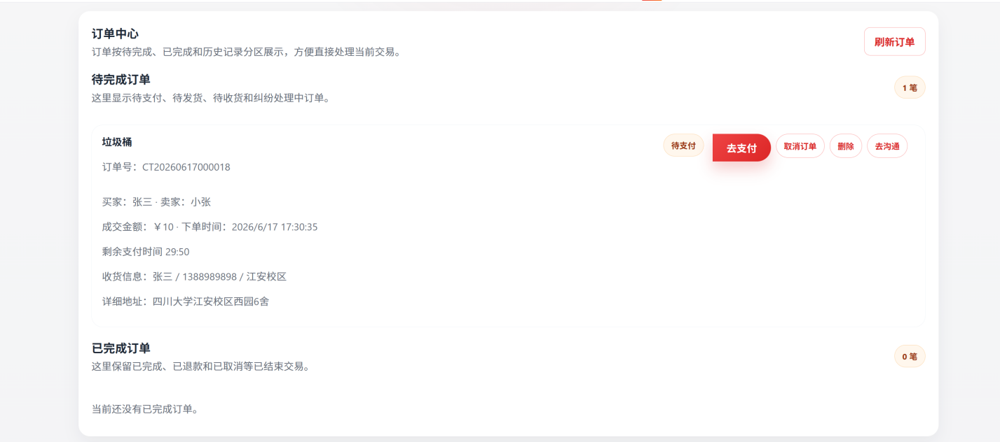 订单中心
刷新订单
订单按待完成、已完成和历史记录分区展示，方便直接处理当前交易。
待完成订单
1 笔
这里显示待支付、待发货、待收货和纠纷处理中订单。
垃圾桶
待支付 去支付 取消订单 删除 去沟通
订单号：CT20260617000018
买家：张三 · 卖家：小张
成交金额：￥10 · 下单时间：2026/6/17 17:30:35
剩余支付时间 29:50
收货信息：张三 / 1388989898 / 江安校区
详细地址：四川大学江安校区西园6舍
已完成订单
0 笔
这里保留已完成、已退款和已取消等已结束交易。
当前还没有已完成订单。